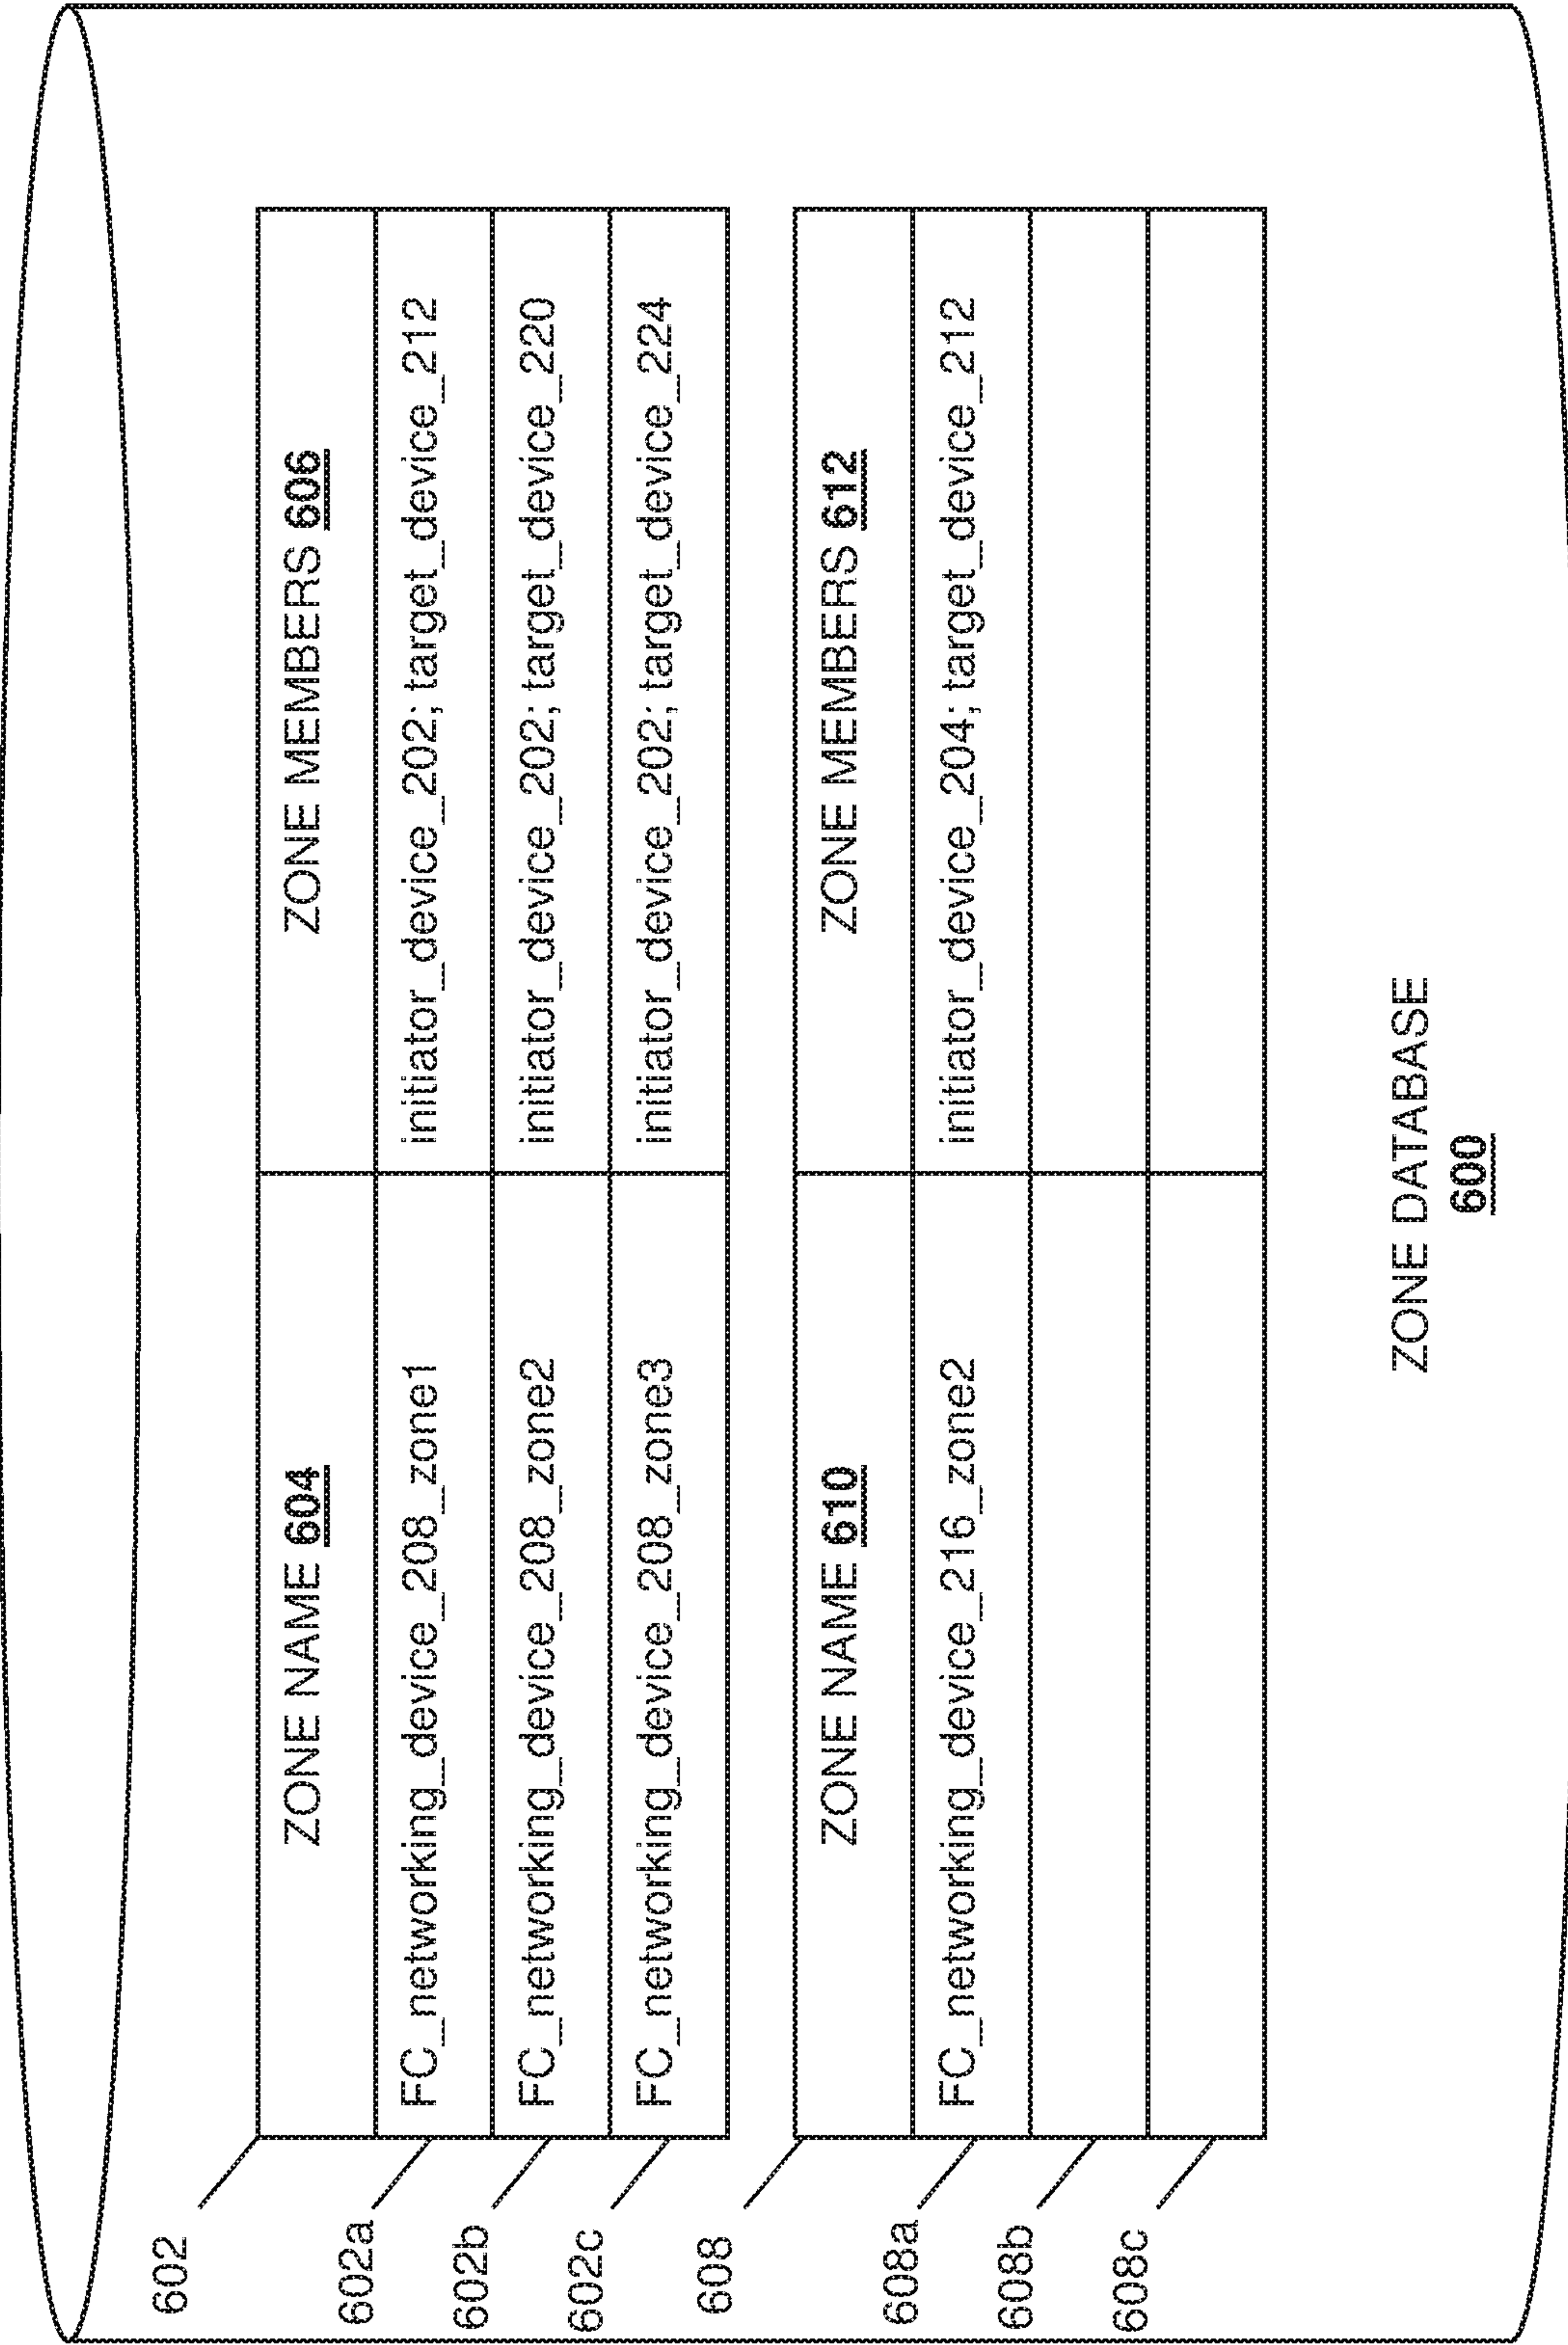 602
ZONE NAME 604 ZONE MEMBERS 606
602a FC_networking_device_208_zone1 initiator_device_202; target_device_212
602b FC_networking_device_208_zone2 initiator_device_202; target_device_220
602c FC_networking_device_208_zone3 initiator_device_202; target_device_224
608
ZONE NAME 610 ZONE MEMBERS 612
608a FC_networking_device_216_zone2 initiator_device_204; target_device_212
608b
608c
ZONE DATABASE
600